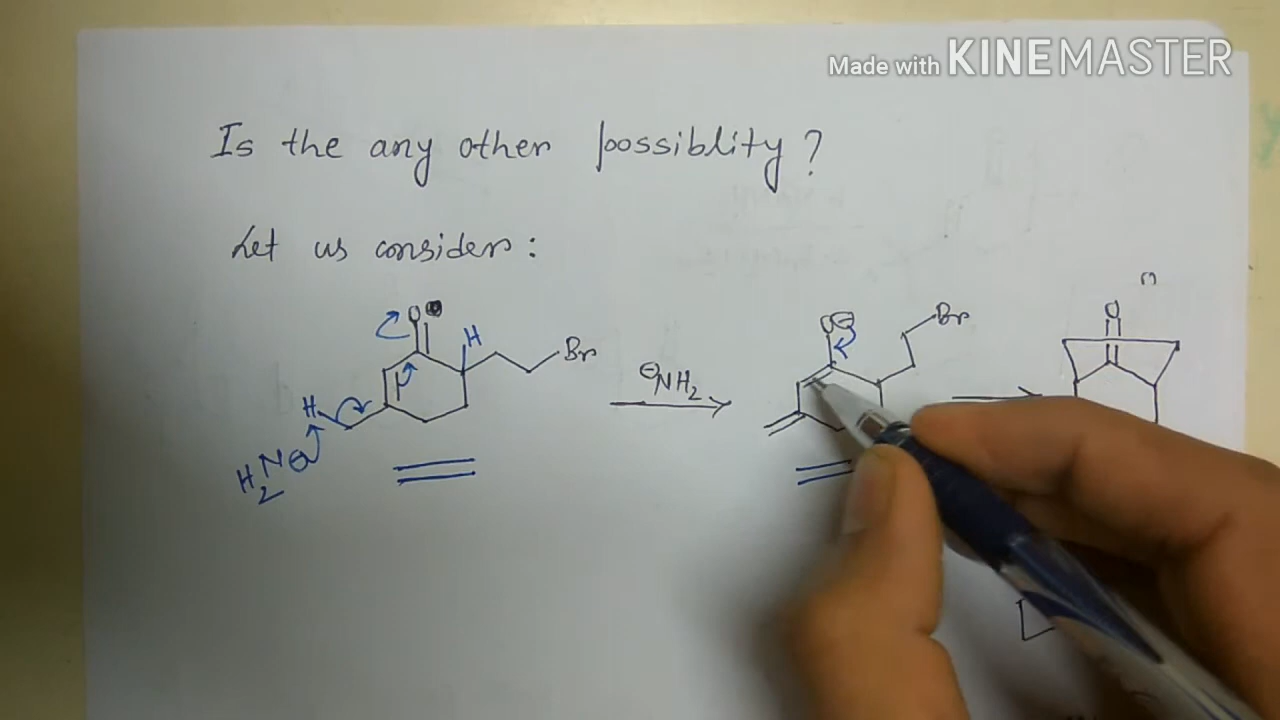 Made with KINEMASTER
Is the any other possiblity?
Let us consider:
O H Br
H
H2N⊖
⊖NH2
O⊖ Br
O